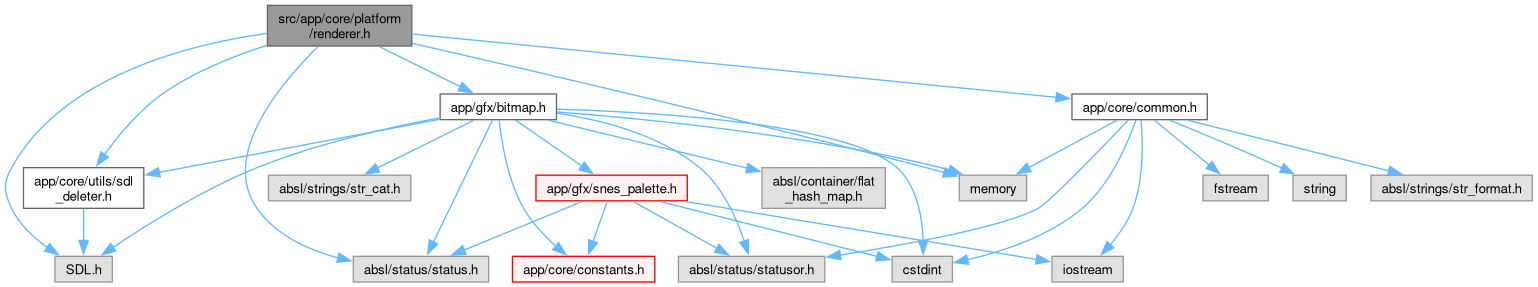 src/app/core/platform
/renderer.h
app/gfx/bitmap.h
app/core/common.h
app/core/utils/sdl
_deleter.h
absl/strings/str_cat.h
app/gfx/snes_palette.h
absl/container/flat
_hash_map.h
memory
fstream
string
absl/strings/str_format.h
SDL.h
absl/status/status.h
app/core/constants.h
absl/status/statusor.h
cstdint
iostream